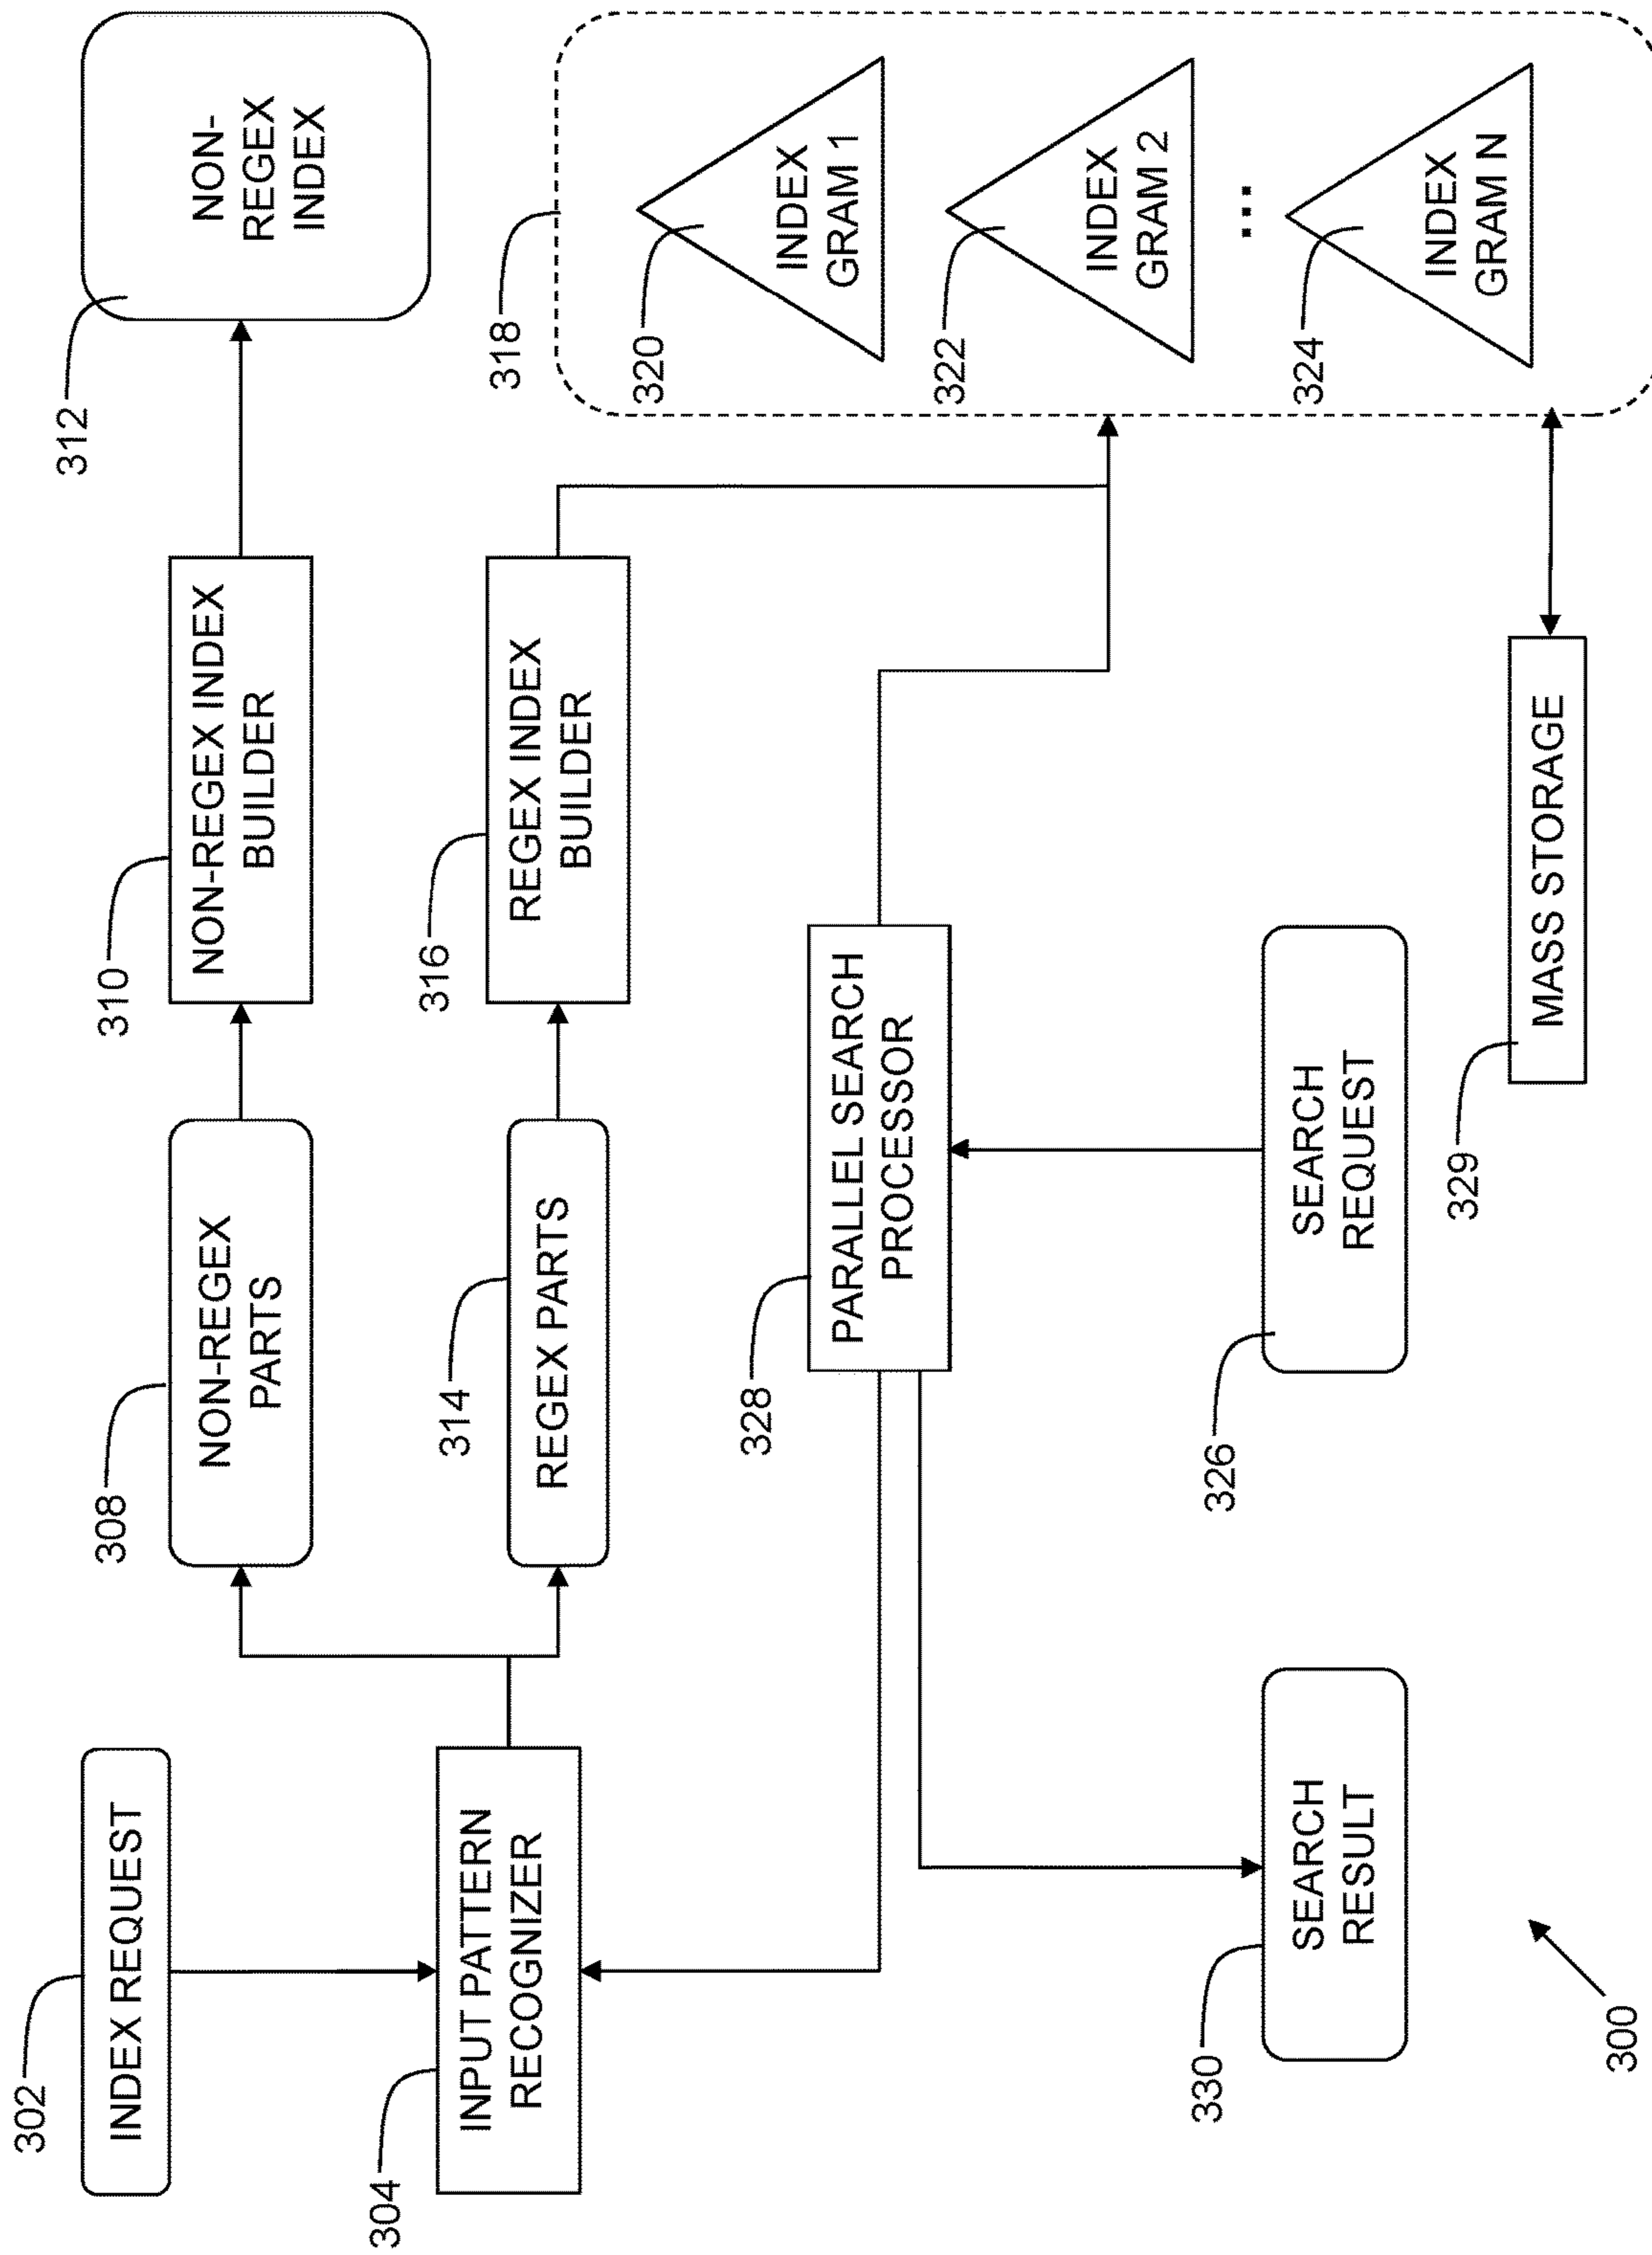 302
INDEX REQUEST
304
INPUT PATTERN
RECOGNIZER
308
NON-REGEX
PARTS
310
NON-REGEX INDEX
BUILDER
312
NON-
REGEX
INDEX
314
REGEX PARTS
316
REGEX INDEX
BUILDER
318
320
INDEX
GRAM 1
322
INDEX
GRAM 2
...
324
INDEX
GRAM N
328
PARALLEL SEARCH
PROCESSOR
330
SEARCH
RESULT
326
SEARCH
REQUEST
329
MASS STORAGE
300